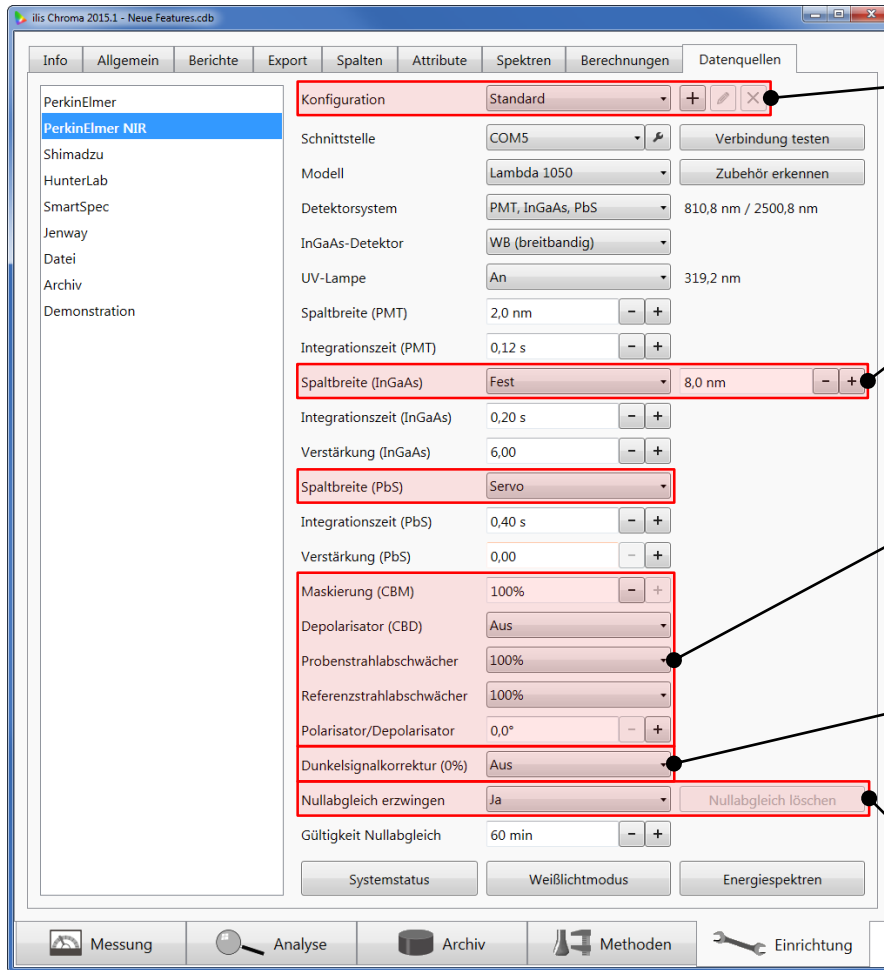 ilis Chroma 2015.1 - Neue Features.cdb
Info Allgemein Berichte Export Spalten Attribute Spektren Berechnungen Datenquellen
PerkinElmer
PerkinElmer NIR
Shimadzu
HunterLab
SmartSpec
Jenway
Datei
Archiv
Demonstration
Konfiguration Standard +
Schnittstelle COM5 Verbindung testen
Modell Lambda 1050 Zubehör erkennen
Detektorsystem PMT, InGaAs, PbS 810,8 nm / 2500,8 nm
InGaAs-Detektor WB (breitbandig)
UV-Lampe An 319,2 nm
Spaltbreite (PMT) 2,0 nm - +
Integrationszeit (PMT) 0,12 s - +
Spaltbreite (InGaAs) Fest 8,0 nm - +
Integrationszeit (InGaAs) 0,20 s - +
Verstärkung (InGaAs) 6,00 - +
Spaltbreite (PbS) Servo
Integrationszeit (PbS) 0,40 s - +
Verstärkung (PbS) 0,00 - +
Maskierung (CBM) 100% - +
Depolarisator (CBD) Aus
Probenstrahlabschwächer 100%
Referenzstrahlabschwächer 100%
Polarisator/Depolarisator 0,0° - +
Dunkelsignalkorrektur (0%) Aus
Nullabgleich erzwingen Ja Nullabgleich löschen
Gültigkeit Nullabgleich 60 min - +
Systemstatus Weißlichtmodus Energiespektren
Messung Analyse Archiv Methoden Einrichtung